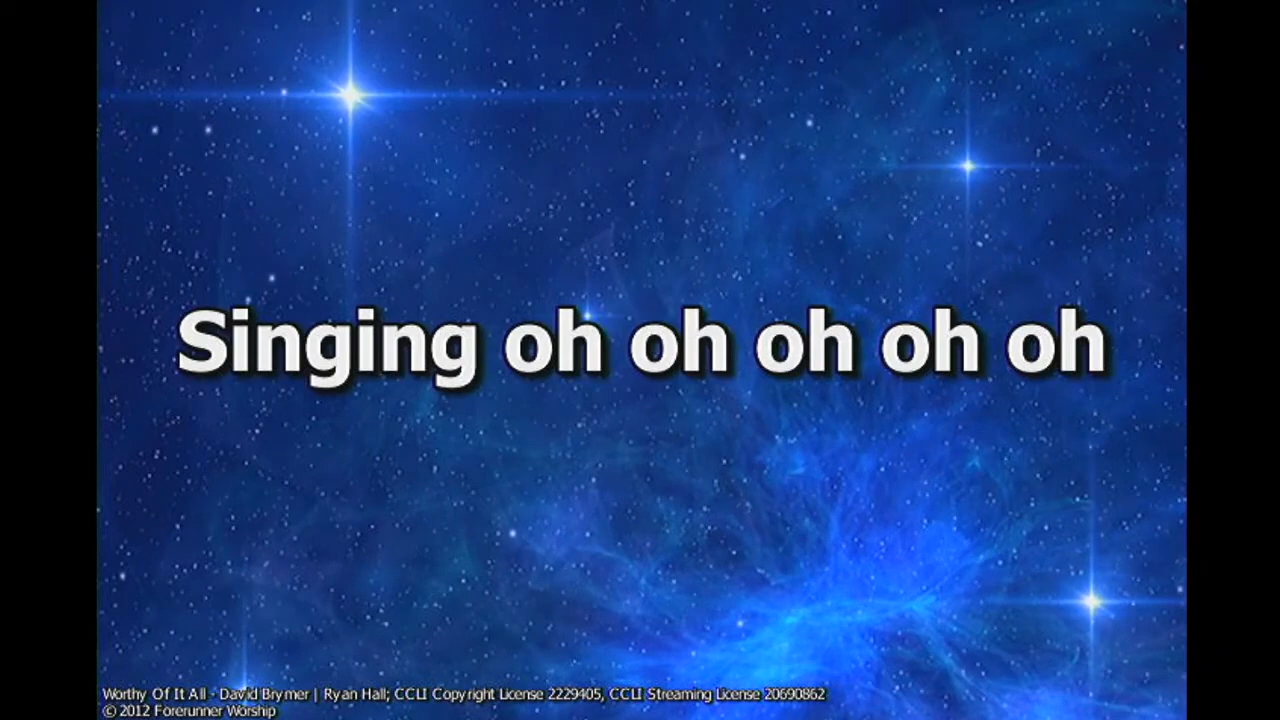 Singing oh oh oh oh oh
Worthy Of It All - David Brymer | Ryan Hall; CCLI Copyright License 2229405, CCLI Streaming License 20690862
© 2012 Forerunner Worship